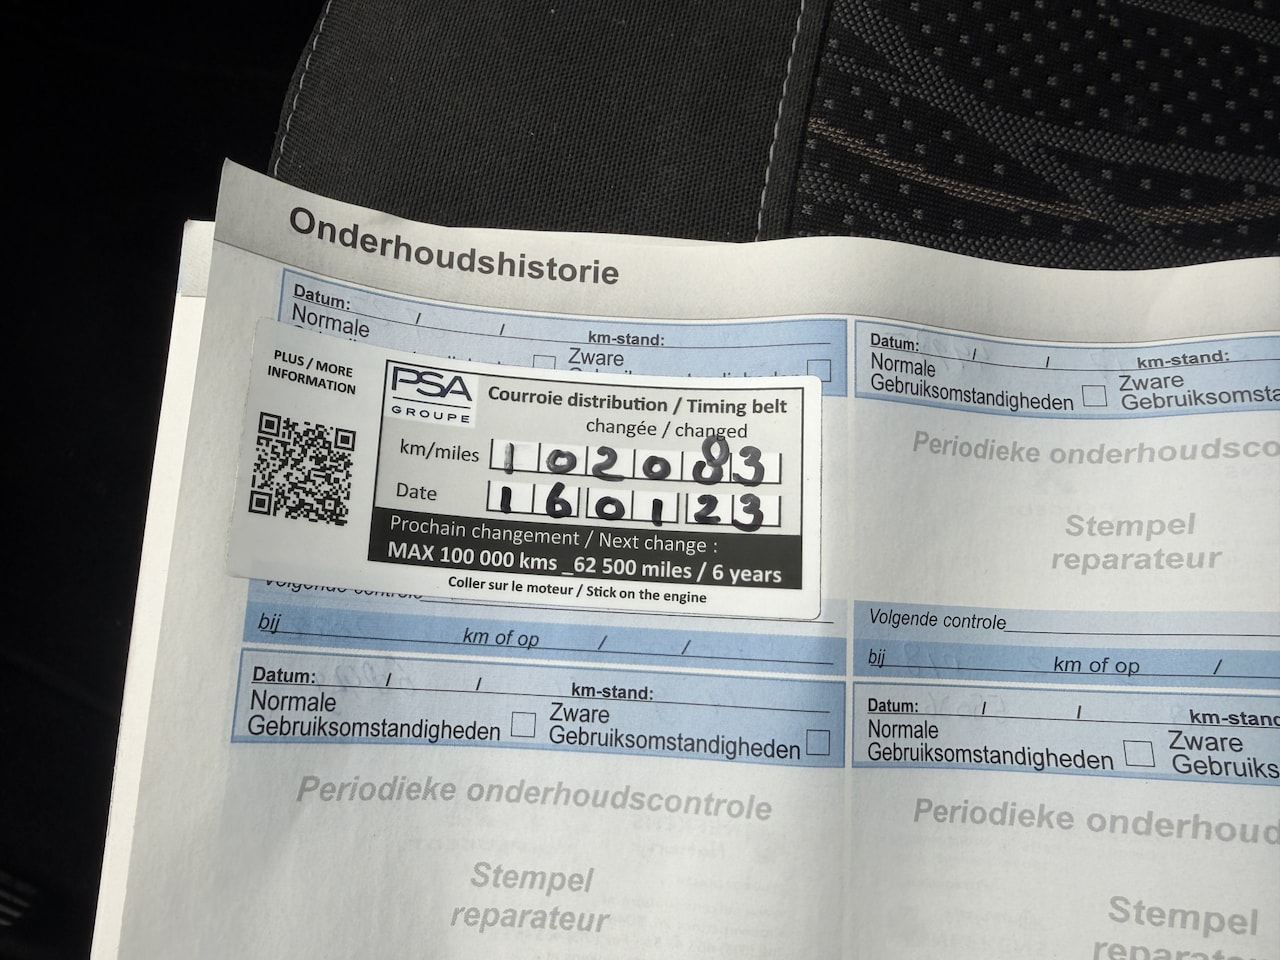 Onderhoudshistorie
Datum: / / km-stand:
Normale
Zware
PLUS / MORE
INFORMATION
PSA
GROUPE
Courroie distribution / Timing belt
changée / changed
km/miles 102083
Date 160123
Prochain changement / Next change :
MAX 100 000 kms _62 500 miles / 6 years
Coller sur le moteur / Stick on the engine
Volgende controle
bij km of op / /
Datum: / / km-stand:
Normale
Gebruiksomstandigheden
Zware
Gebruiksomstandigheden
Periodieke onderhoudscontrole
Stempel
reparateur
Datum: / / km-stand:
Normale
Gebruiksomstandigheden
Zware
Gebruiksomsta
Periodieke onderhoudsco
Stempel
reparateur
Volgende controle
bij km of op /
Datum: / / km-stand
Normale
Gebruiksomstandigheden
Zware
Gebruiks
Periodieke onderhoud
Stempel
reparat